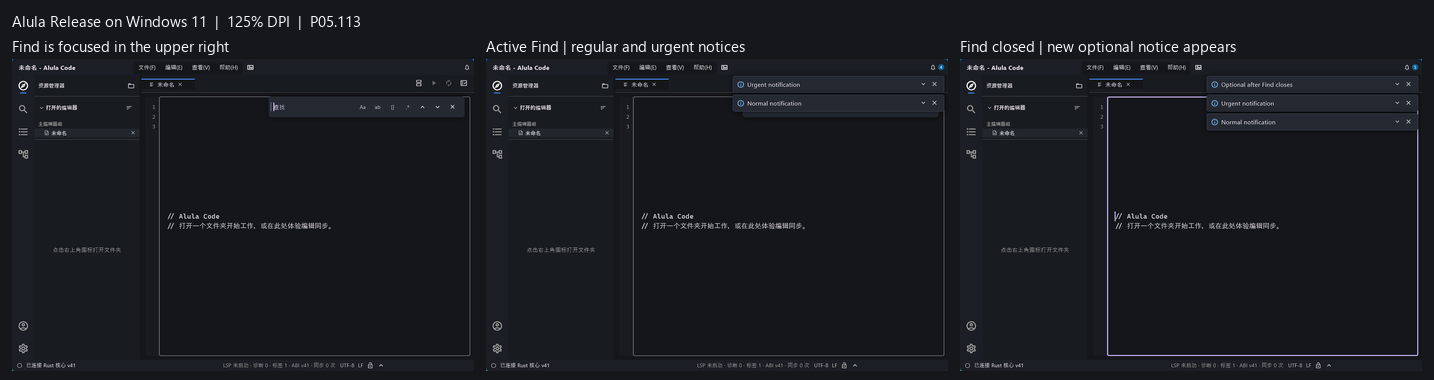 Alula Release on Windows 11 | 125% DPI | P05.113
Find is focused in the upper right
未命名 - Alula Code
文件(F) 编辑(E) 查看(V) 帮助(H)
资源管理器
未命名
打开的编辑器
主编辑器组
未命名
1
2
3
查找
Aa ab [] .*
// Alula Code
// 打开一个文件夹开始工作，或在此处体验编辑同步。
点击右上角图标打开文件夹
已连接 Rust 核心 v41
LSP 未启动 · 诊断 0 · 标签 1 · ABI v41 · 同步 0 次 UTF-8 LF
Active Find | regular and urgent notices
未命名 - Alula Code
文件(F) 编辑(E) 查看(V) 帮助(H)
4
资源管理器
未命名
Urgent notification
Normal notification
打开的编辑器
主编辑器组
未命名
1
2
3
// Alula Code
// 打开一个文件夹开始工作，或在此处体验编辑同步。
点击右上角图标打开文件夹
已连接 Rust 核心 v41
LSP 未启动 · 诊断 0 · 标签 1 · ABI v41 · 同步 0 次 UTF-8 LF
Find closed | new optional notice appears
未命名 - Alula Code
文件(F) 编辑(E) 查看(V) 帮助(H)
5
资源管理器
未命名
Optional after Find closes
Urgent notification
Normal notification
打开的编辑器
主编辑器组
未命名
1
2
3
// Alula Code
// 打开一个文件夹开始工作，或在此处体验编辑同步。
点击右上角图标打开文件夹
已连接 Rust 核心 v41
LSP 未启动 · 诊断 0 · 标签 1 · ABI v41 · 同步 0 次 UTF-8 LF